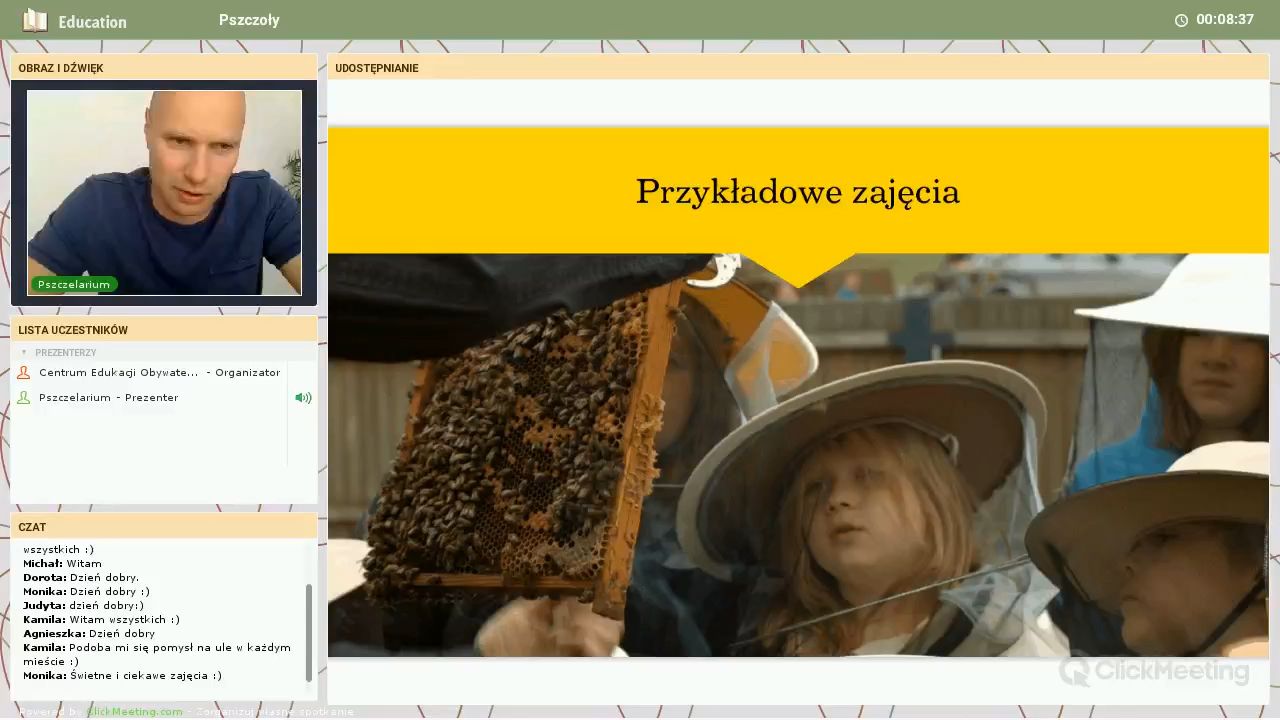 Education
Pszczoły
00:08:37
OBRAZ I DŹWIĘK
Pszczelarium
LISTA UCZESTNIKÓW
PREZENTERZY
Centrum Edukacji Obywate... - Organizator
Pszczelarium - Prezenter
CZAT
wszystkich :)
Michał: Witam
Dorota: Dzień dobry.
Monika: Dzień dobry :)
Judyta: dzień dobry:)
Kamila: Witam wszystkich :)
Agnieszka: Dzień dobry
Kamila: Podoba mi się pomysł na ule w każdym
mieście :)
Monika: Świetne i ciekawe zajęcia :)
Powered by ClickMeeting.com - Zorganizuj własne spotkanie
UDOSTĘPNIANIE
Przykładowe zajęcia
ClickMeeting